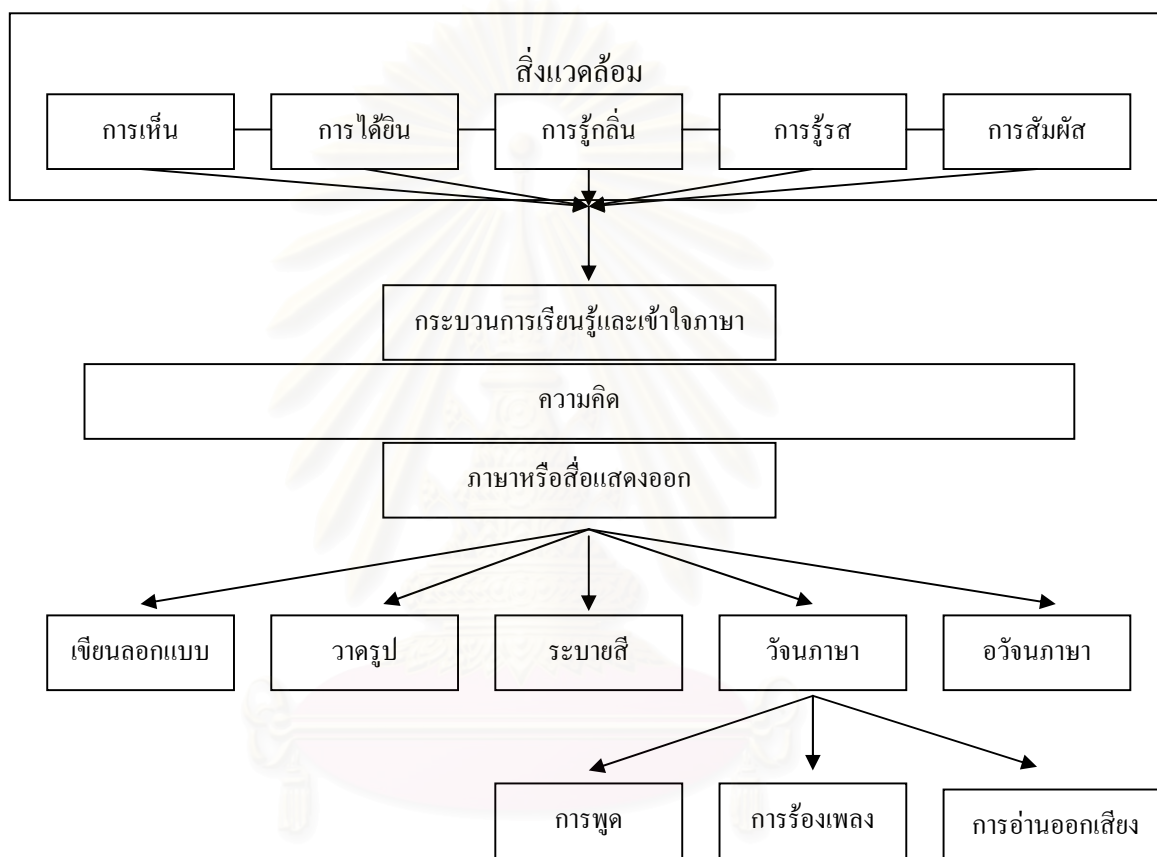 สิ่งแวดล้อม
การเห็น การได้ยิน การรู้กลิ่น การรู้รส การสัมผัส
กระบวนการเรียนรู้และเข้าใจภาษา
ความคิด
ภาษาหรือสื่อแสดงออก
เขียนลอกแบบ วาดรูป ระบายสี วัจนภาษา อวัจนภาษา
การพูด การร้องเพลง การอ่านออกเสียง